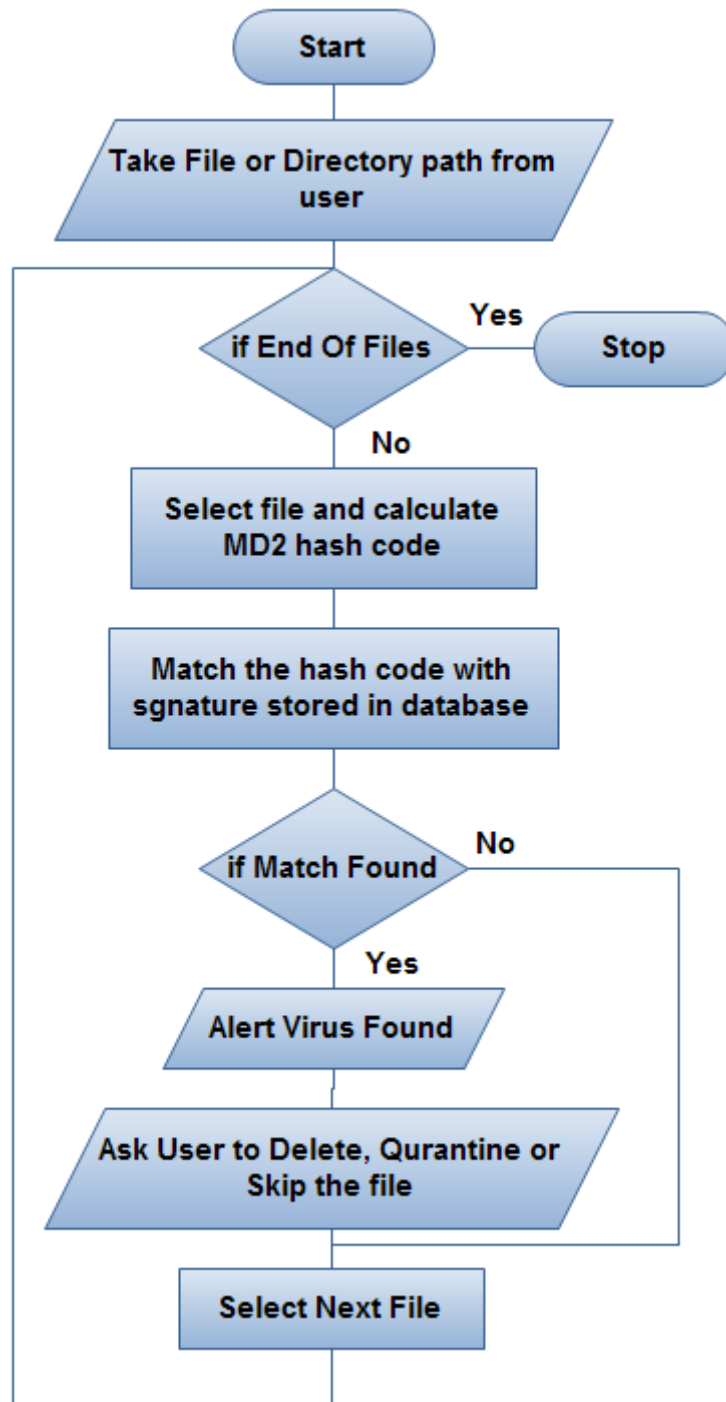 Start
Take File or Directory path from
user
if End Of Files
Yes
Stop
No
Select file and calculate
MD2 hash code
Match the hash code with
sgnature stored in database
if Match Found
No
Yes
Alert Virus Found
Ask User to Delete, Qurantine or
Skip the file
Select Next File